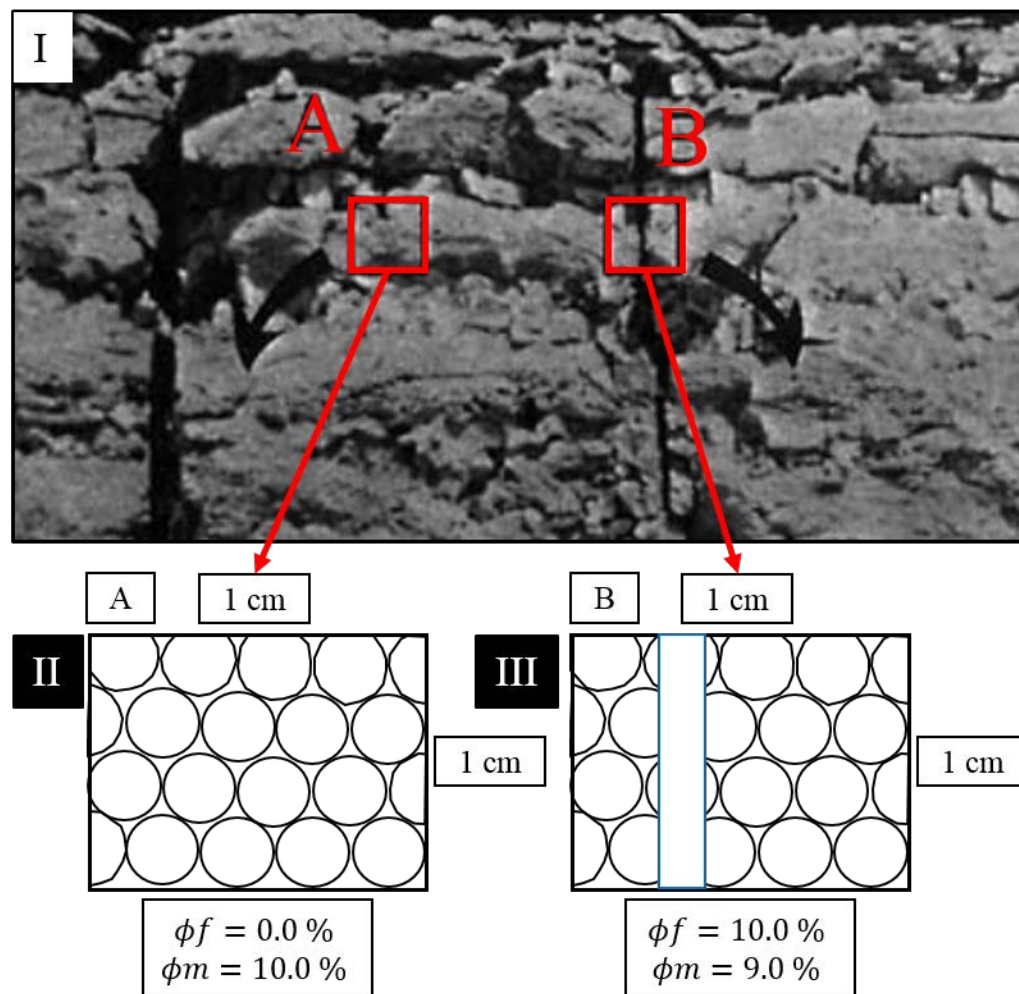 I
A
B
A
1 cm
B
1 cm
II
III
1 cm
1 cm
𝜙𝑓 = 0.0 %
𝜙𝑚 = 10.0 %
𝜙𝑓 = 10.0 %
𝜙𝑚 = 9.0 %